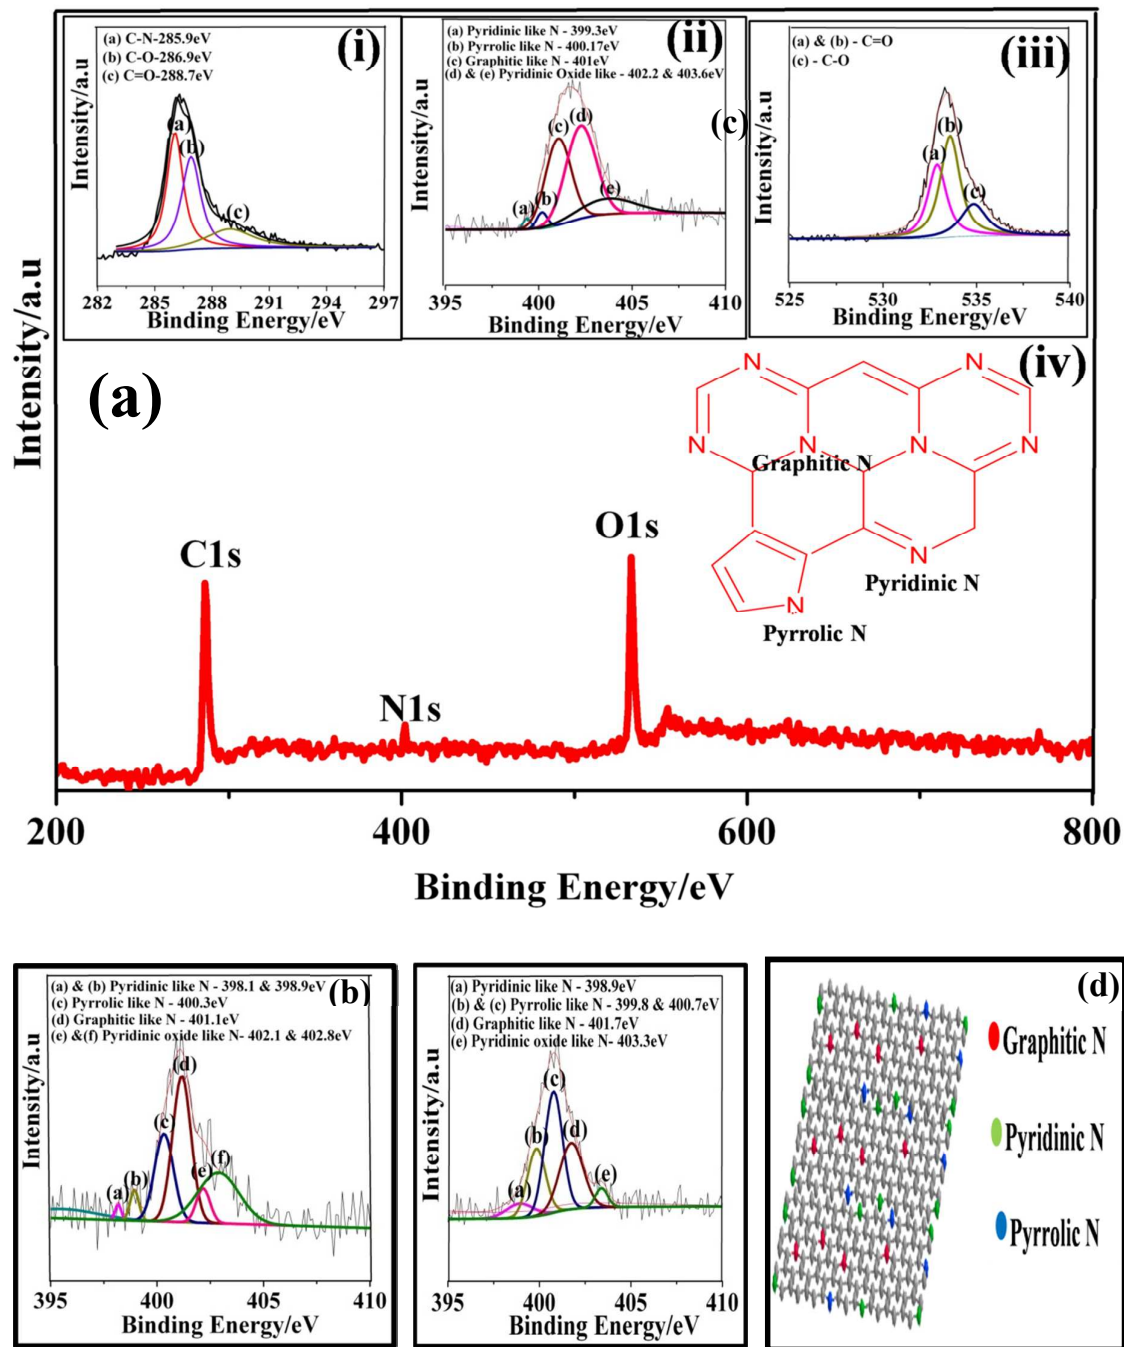 (a) C-N-285.9eV
(b) C-O-286.9eV
(c) C=O-288.7eV
(i)
(a)
(b)
(c)
Intensity/a.u
282 285 288 291 294 297
Binding Energy/eV
(a) Pyridinic like N - 399.3eV
(b) Pyrrolic like N - 400.17eV
(c) Graphitic like N - 401eV
(d) & (e) Pyridinic Oxide like - 402.2 & 403.6eV
(ii)
(c) (d)
(a) (b) (e)
Intensity/a.u
395 400 405 410
Binding Energy/eV
(c)
(a) & (b) - C=O
(c) - C-O
(iii)
(b)
(a)
(c)
Intensity/a.u
525 530 535 540
Binding Energy/eV
(iv)
N N
N N N N
Graphitic N
N
Pyridinic N
N
Pyrrolic N
(a)
Intensity/a.u
C1s
N1s
O1s
200 400 600 800
Binding Energy/eV
(a) & (b) Pyridinic like N - 398.1 & 398.9eV
(c) Pyrrolic like N - 400.3eV
(d) Graphitic like N - 401.1eV
(e) &(f) Pyridinic oxide like N- 402.1 & 402.8eV
(b)
(d)
(c)
(a) (b) (e) (f)
Intensity/a.u
395 400 405 410
Binding Energy/eV
(a) Pyridinic like N - 398.9eV
(b) & (c) Pyrrolic like N - 399.8 & 400.7eV
(d) Graphitic like N - 401.7eV
(e) Pyridinic oxide like N- 403.3eV
(c)
(b) (d)
(a) (e)
Intensity/a.u
395 400 405 410
Binding Energy/eV
(d)
Graphitic N
Pyridinic N
Pyrrolic N